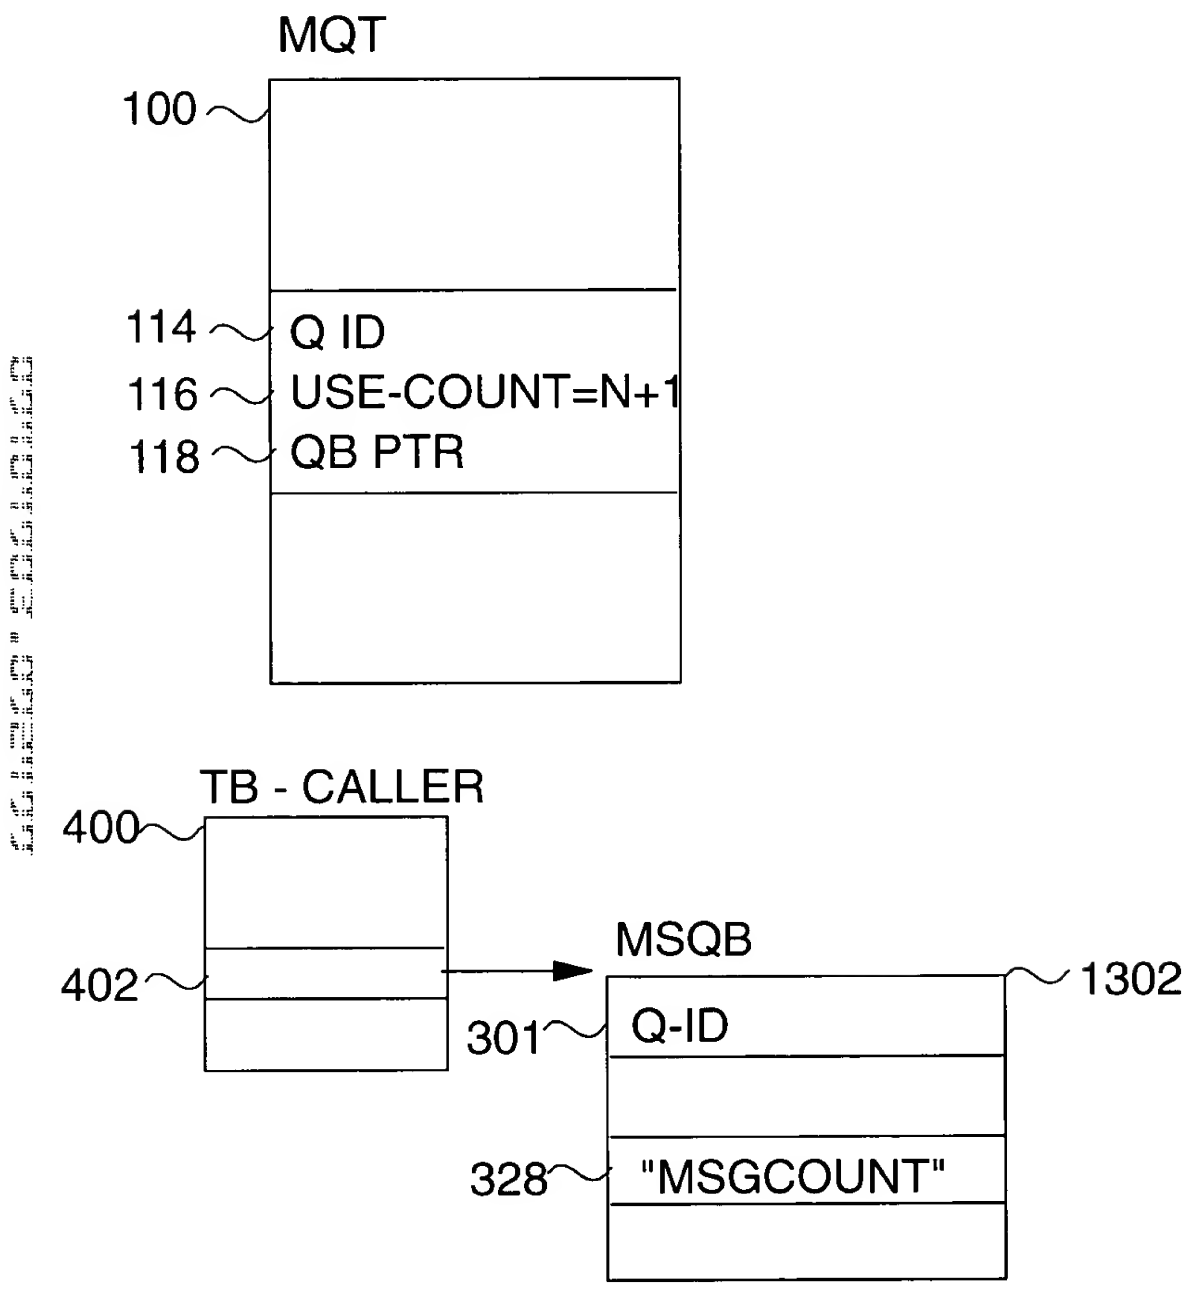 MQT
100
114 Q ID
116 USE-COUNT=N+1
118 QB PTR
TB - CALLER
400
MSQB
402
1302
301 Q-ID
328 "MSGCOUNT"